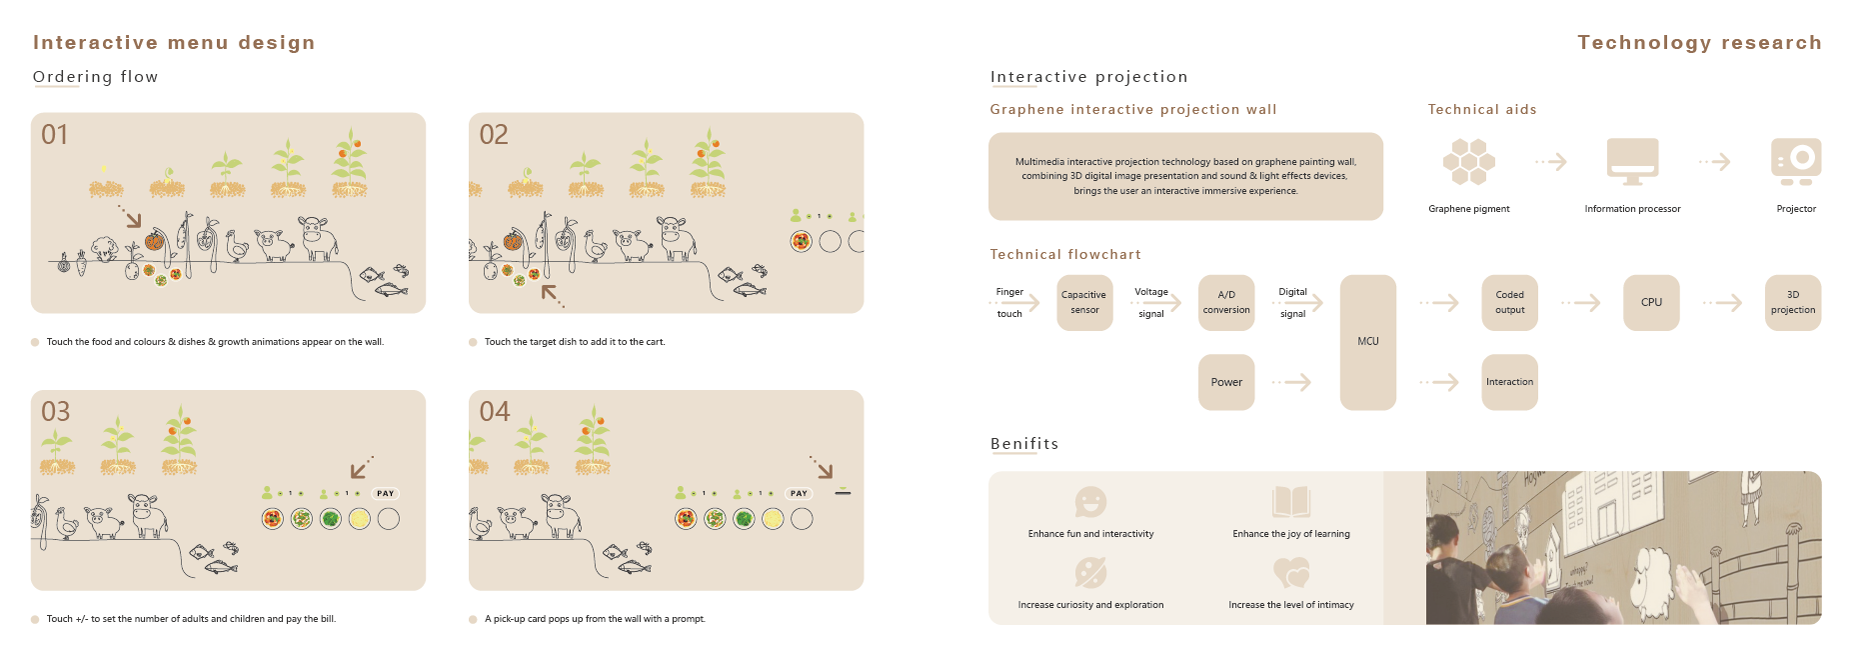 Interactive menu design
Ordering flow
01
02
1
Touch the food and colours & dishes & growth animations appear on the wall.
Touch the target dish to add it to the cart.
03
1
1
PAY
04
1
1
PAY
Touch +/- to set the number of adults and children and pay the bill.
A pick-up card pops up from the wall with a prompt.
Technology research
Interactive projection
Graphene interactive projection wall
Multimedia interactive projection technology based on graphene painting wall,
combining 3D digital image presentation and sound & light effects devices,
brings the user an interactive immersive experience.
Technical aids
Graphene pigment
Information processor
Projector
Technical flowchart
Finger
touch
Capacitive
sensor
Voltage
signal
A/D
conversion
Digital
signal
MCU
Coded
output
CPU
3D
projection
Power
Interaction
Benifits
Enhance fun and interactivity
Enhance the joy of learning
Increase curiosity and exploration
Increase the level of intimacy